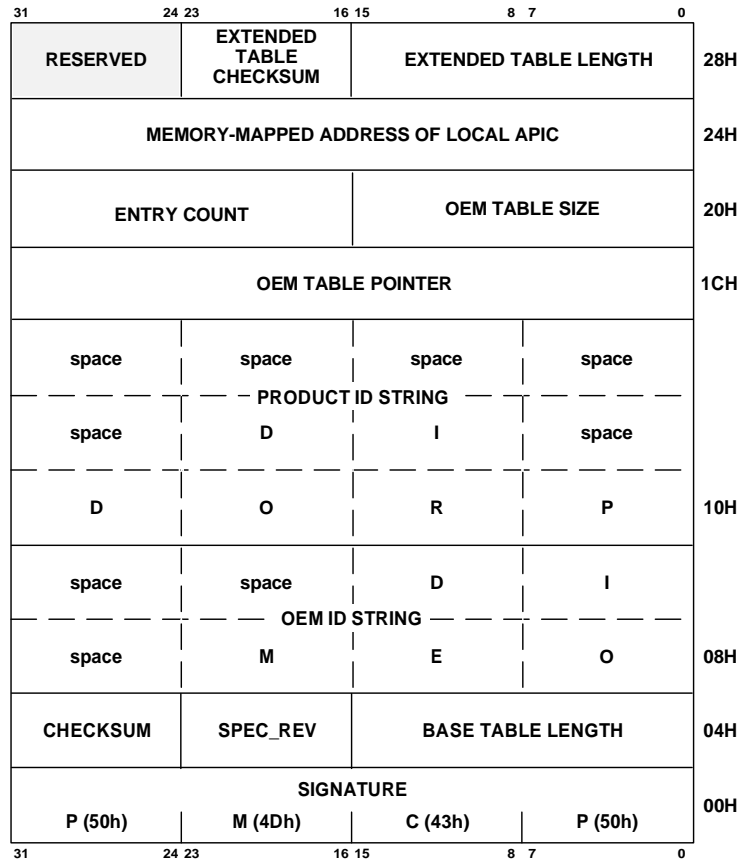 31 24 23 16 15 8 7 0
RESERVED EXTENDED TABLE CHECKSUM EXTENDED TABLE LENGTH 28H
MEMORY-MAPPED ADDRESS OF LOCAL APIC 24H
ENTRY COUNT OEM TABLE SIZE 20H
OEM TABLE POINTER 1CH
space space space space
PRODUCT ID STRING
space D I space
D O R P 10H
space space D I
OEM ID STRING
space M E O 08H
CHECKSUM SPEC_REV BASE TABLE LENGTH 04H
SIGNATURE
00H
P (50h) M (4Dh) C (43h) P (50h)
31 24 23 16 15 8 7 0